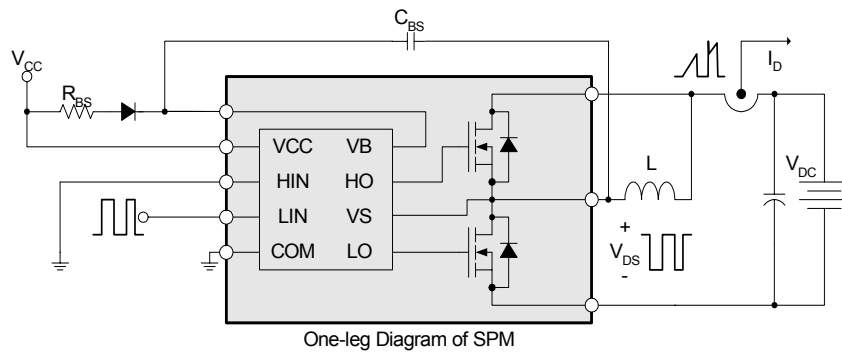 C_BS
V_CC
R_BS
I_D
VCC VB
HIN HO
LIN VS
COM LO
L
V_DC
+
V_DS
-
One-leg Diagram of SPM